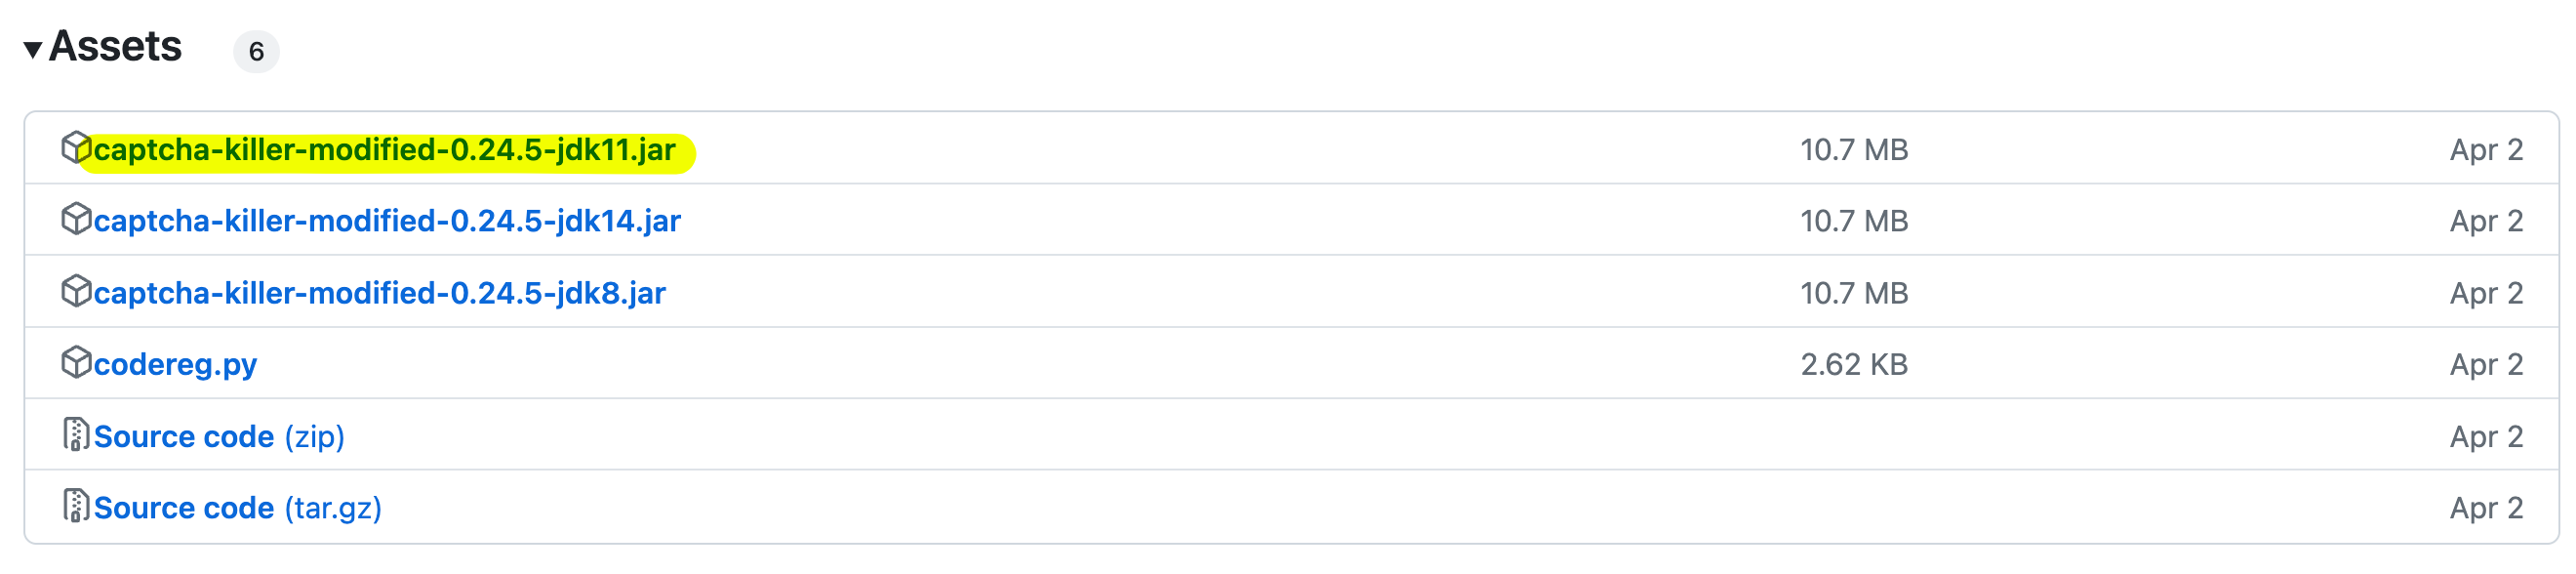 Assets 6
captcha-killer-modified-0.24.5-jdk11.jar 10.7 MB Apr 2
captcha-killer-modified-0.24.5-jdk14.jar 10.7 MB Apr 2
captcha-killer-modified-0.24.5-jdk8.jar 10.7 MB Apr 2
codereg.py 2.62 KB Apr 2
Source code (zip) Apr 2
Source code (tar.gz) Apr 2